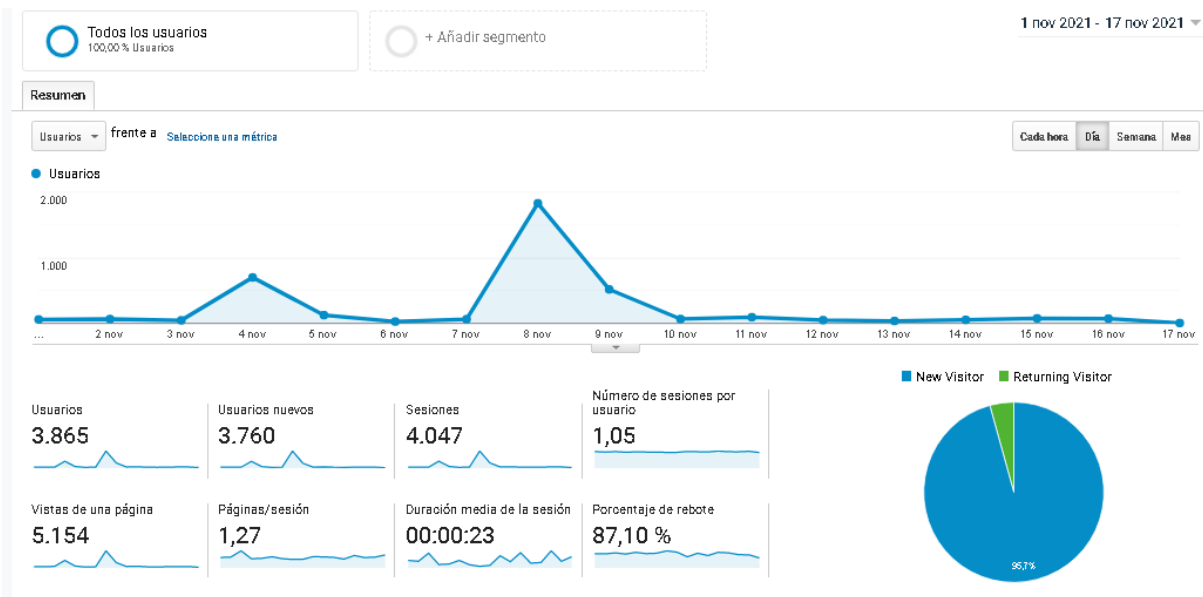 Todos los usuarios
100,00 % Usuarios
+ Añadir segmento
1 nov 2021 - 17 nov 2021
Resumen
Usuarios frente a Seleccione una métrica
Cada hora Día Semana Mes
Usuarios
2.000
1.000
... 2 nov 3 nov 4 nov 5 nov 6 nov 7 nov 8 nov 9 nov 10 nov 11 nov 12 nov 13 nov 14 nov 15 nov 16 nov 17 nov
New Visitor Returning Visitor
Usuarios
3.865
Usuarios nuevos
3.760
Sesiones
4.047
Número de sesiones por
usuario
1,05
Vistas de una página
5.154
Páginas/sesión
1,27
Duración media de la sesión
00:00:23
Porcentaje de rebote
87,10 %
95,7%